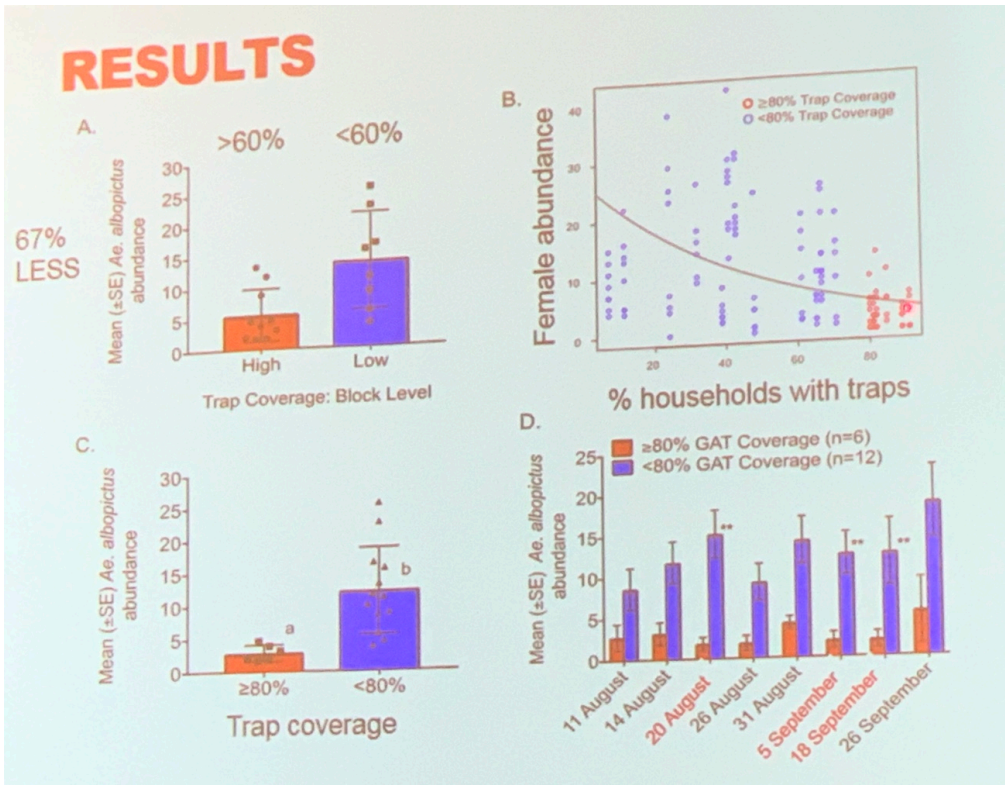 RESULTS
A.
>60%
<60%
67%
LESS
Mean (±SE) Ae. albopictus
abundance
30
25
20
15
10
5
0
High
Low
Trap Coverage: Block Level
B.
≥80% Trap Coverage
<80% Trap Coverage
Female abundance
40
30
20
10
0
20
40
60
80
% households with traps
C.
Mean (±SE) Ae. albopictus
abundance
30
25
20
15
10
5
0
a
b
≥80%
<80%
Trap coverage
D.
≥80% GAT Coverage (n=6)
<80% GAT Coverage (n=12)
Mean (±SE) Ae. albopictus
abundance
25
20
15
10
5
0
**
**
**
11 August
14 August
20 August
26 August
31 August
5 September
18 September
26 September